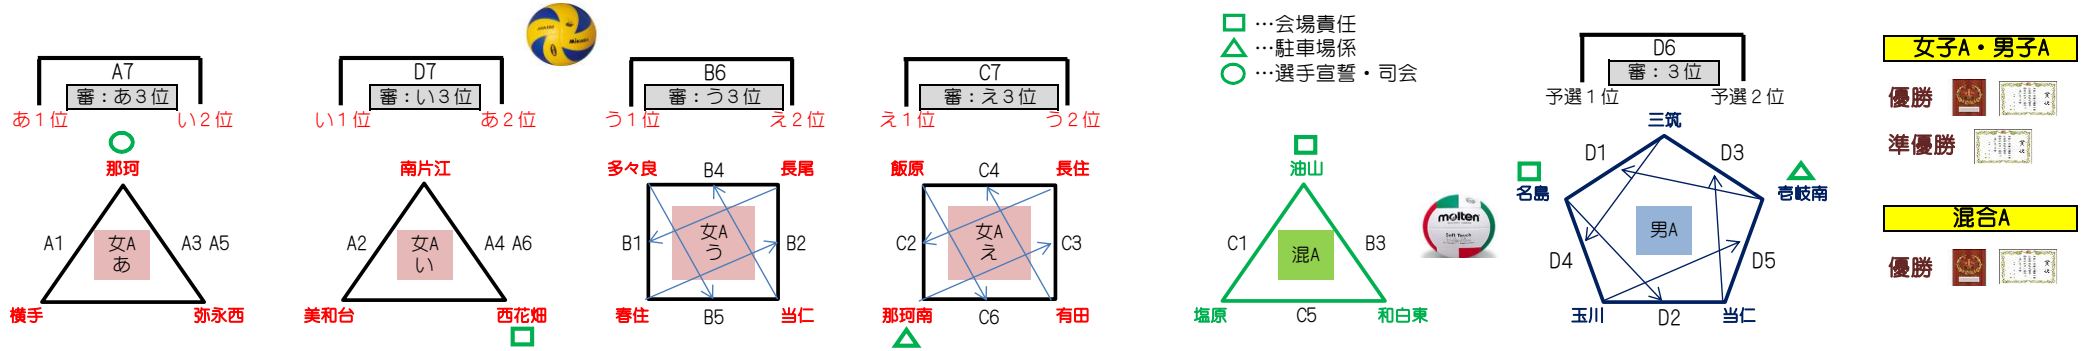 A7
審：あ３位
あ１位
い２位
那珂
A1
女A
あ
A3 A5
横手
弥永西
D7
審：い３位
い１位
あ２位
南片江
A2
女A
い
A4 A6
美和台
西花畑
B6
審：う３位
う１位
え２位
多々良
B4
長尾
B1
女A
う
B2
春住
B5
当仁
C7
審：え３位
え１位
う２位
飯原
C4
長住
C2
女A
え
C3
那珂南
C6
有田
□ …会場責任
△ …駐車場係
○ …選手宣誓・司会
油山
C1
混A
B3
塩原
C5
和白東
molten
Soft Touch
D6
審：３位
予選１位
予選２位
三筑
D1
D3
名島
壱岐南
男A
D4
D5
玉川
D2
当仁
女子A・男子A
優勝
準優勝
混合A
優勝